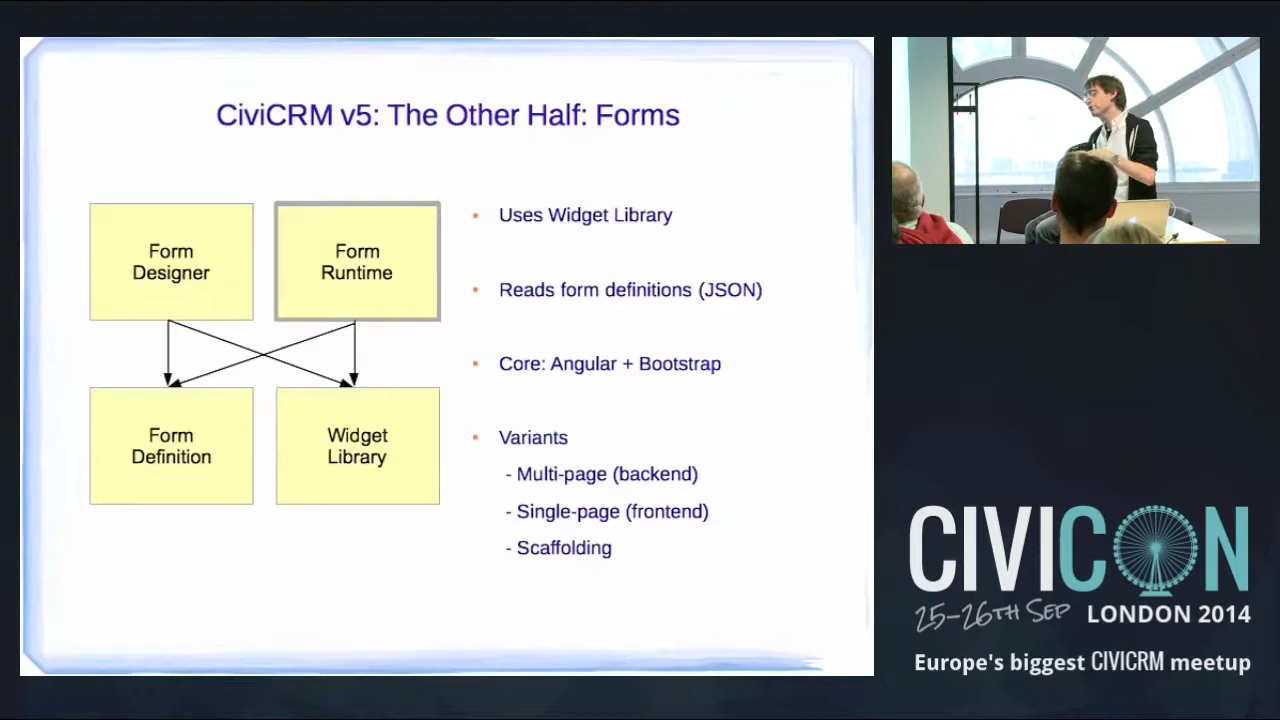 CiviCRM v5: The Other Half: Forms
Form
Designer
Form
Runtime
Form
Definition
Widget
Library
• Uses Widget Library
• Reads form definitions (JSON)
• Core: Angular + Bootstrap
• Variants
- Multi-page (backend)
- Single-page (frontend)
- Scaffolding
CIVICON
25-26TH SEP LONDON 2014
Europe's biggest CIVICRM meetup